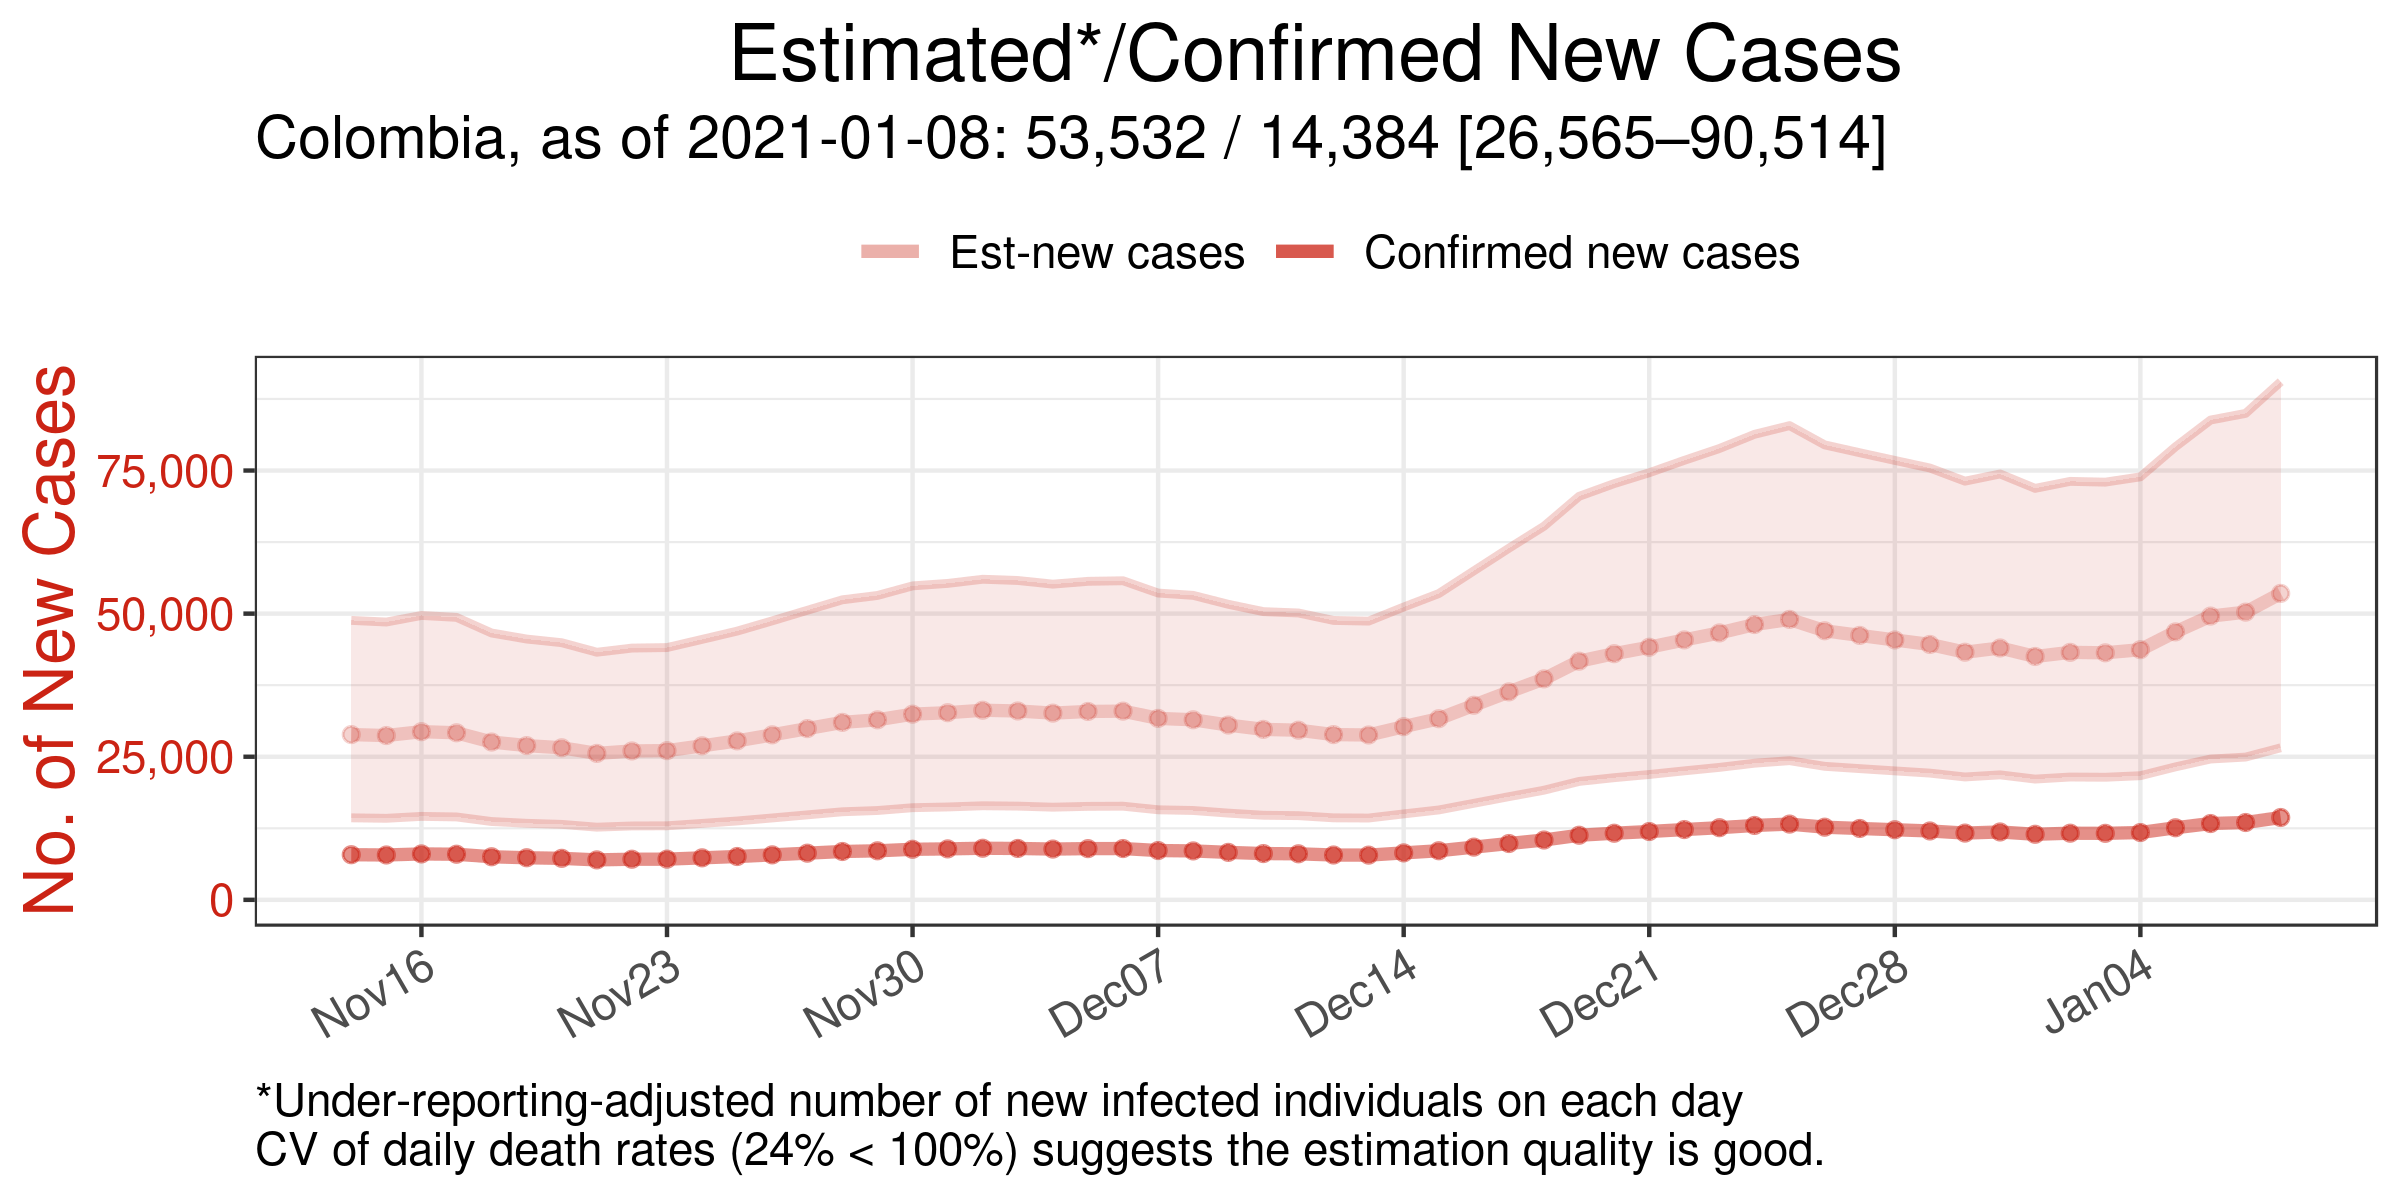 Estimated*/Confirmed New Cases
Colombia, as of 2021-01-08: 53,532 / 14,384 [26,565–90,514]
Est-new cases Confirmed new cases
No. of New Cases
75,000
50,000
25,000
0
Nov16 Nov23 Nov30 Dec07 Dec14 Dec21 Dec28 Jan04
*Under-reporting-adjusted number of new infected individuals on each day
CV of daily death rates (24% < 100%) suggests the estimation quality is good.